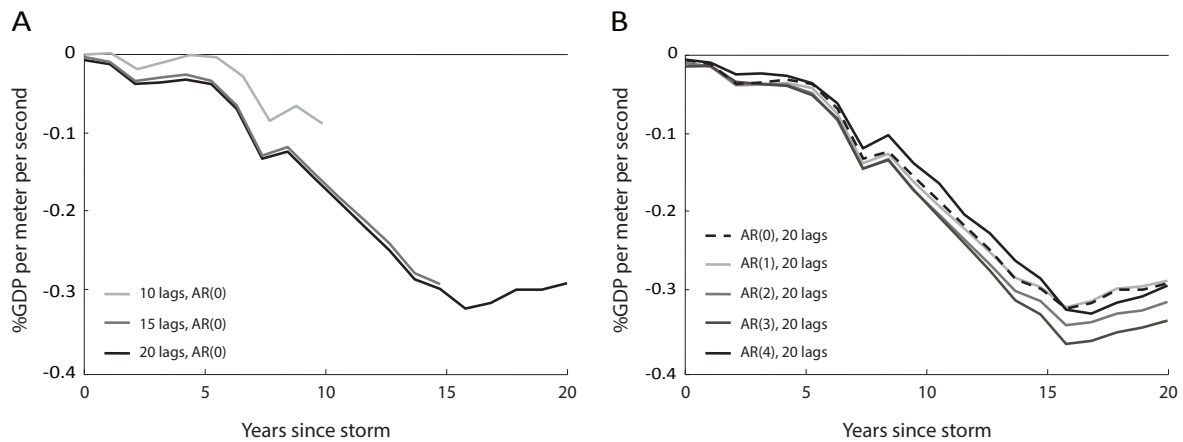 A
0
-0.1
-0.2
-0.3
-0.4
%GDP per meter per second
10 lags, AR(0)
15 lags, AR(0)
20 lags, AR(0)
0
5
10
15
20
Years since storm
B
0
-0.1
-0.2
-0.3
-0.4
%GDP per meter per second
AR(0), 20 lags
AR(1), 20 lags
AR(2), 20 lags
AR(3), 20 lags
AR(4), 20 lags
0
5
10
15
20
Years since storm